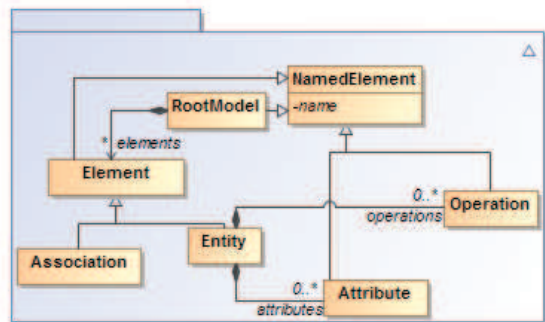 NamedElement
-name
RootModel
* elements
Element
0..*
operations
Operation
Entity
Association
0..*
attributes
Attribute